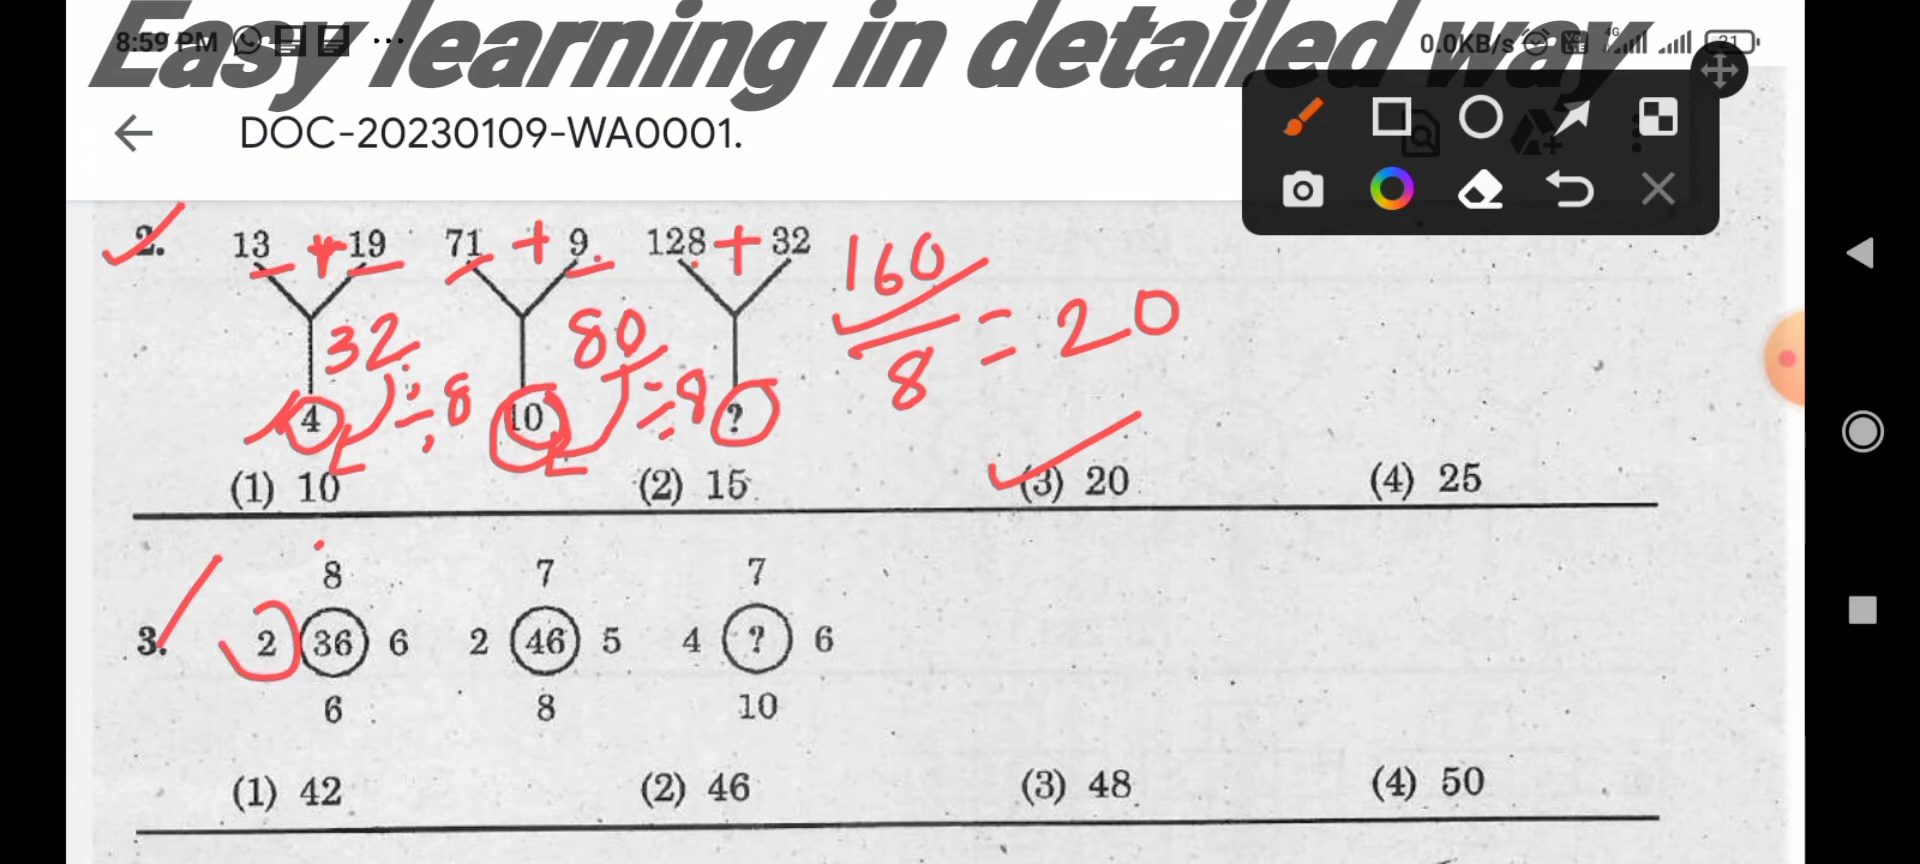 Easy learning in detailed way
8:59 PM ... 0.0KB/s 4G 21
DOC-20230109-WA0001.
2. 13 + 19 71 + 9 128 + 32 160
32 80 8 = 20
4 ÷ 8 10 ÷ 8 ?
(1) 10 (2) 15 (3) 20 (4) 25
8 7 7
3. 2 36 6 2 46 5 4 ? 6
6 8 10
(1) 42 (2) 46 (3) 48 (4) 50